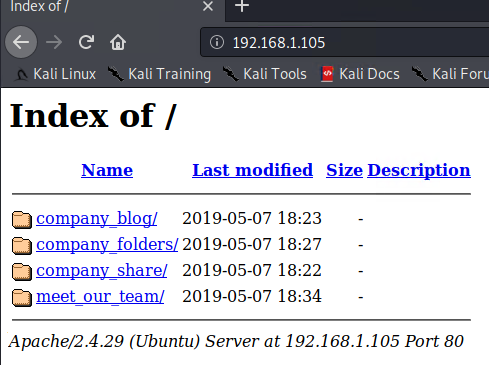 Index of /
192.168.1.105
Kali Linux Kali Training Kali Tools Kali Docs Kali Foru
Index of /
Name Last modified Size Description
company_blog/ 2019-05-07 18:23 -
company_folders/ 2019-05-07 18:27 -
company_share/ 2019-05-07 18:22 -
meet_our_team/ 2019-05-07 18:34 -
Apache/2.4.29 (Ubuntu) Server at 192.168.1.105 Port 80